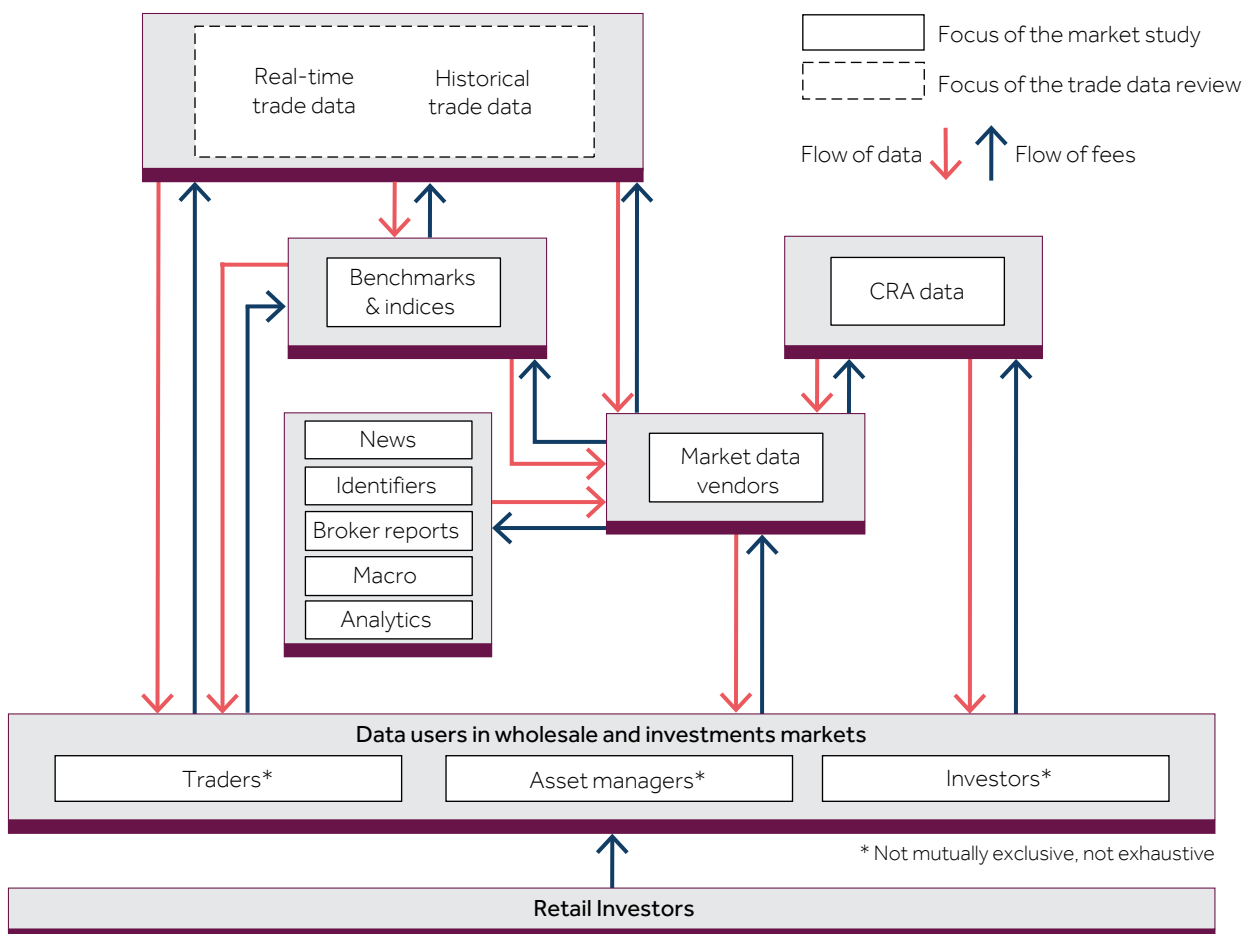 Real-time
trade data
Historical
trade data
Focus of the market study
Focus of the trade data review
Flow of data
Flow of fees
Benchmarks
& indices
CRA data
News
Identifiers
Broker reports
Macro
Analytics
Market data
vendors
Data users in wholesale and investments markets
Traders*
Asset managers*
Investors*
* Not mutually exclusive, not exhaustive
Retail Investors